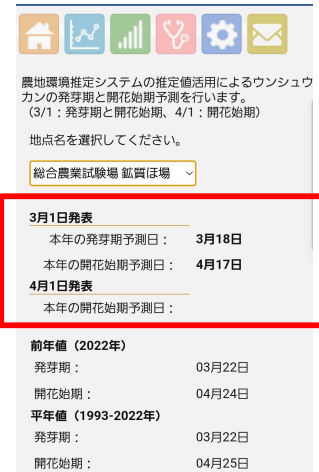 農地環境推定システムの推定値活用によるウンシュウ
カンの発芽期と開花始期予測を行います。
（3/1：発芽期と開花始期、4/1：開花始期）
地点名を選択してください。
総合農業試験場 鉱質ほ場
3月1日発表
本年の発芽期予測日： 3月18日
本年の開花始期予測日： 4月17日
4月1日発表
本年の開花始期予測日：
前年値（2022年）
発芽期： 03月22日
開花始期： 04月24日
平年値（1993-2022年）
発芽期： 03月22日
開花始期： 04月25日